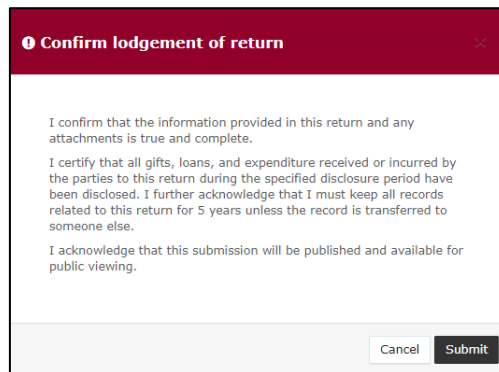 Confirm lodgement of return
I confirm that the information provided in this return and any
attachments is true and complete.
I certify that all gifts, loans, and expenditure received or incurred by
the parties to this return during the specified disclosure period have
been disclosed. I further acknowledge that I must keep all records
related to this return for 5 years unless the record is transferred to
someone else.
I acknowledge that this submission will be published and available for
public viewing.
Cancel Submit